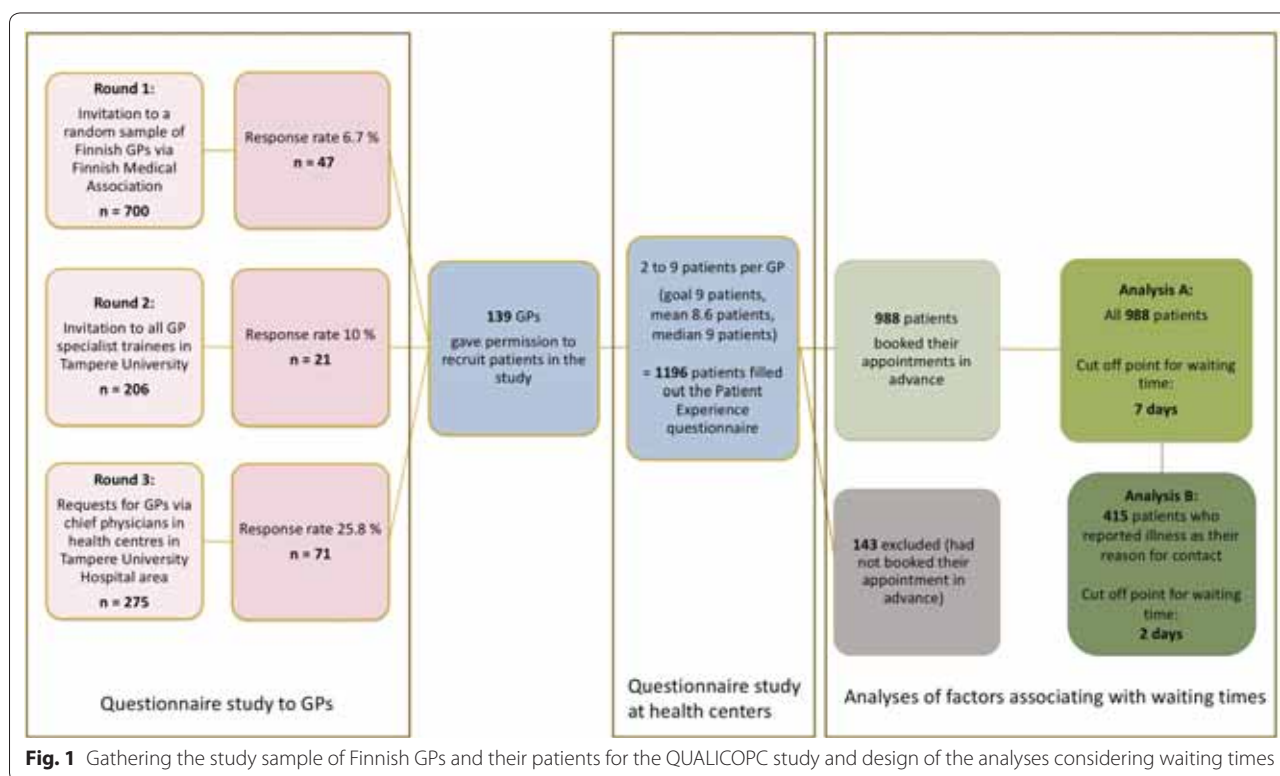 Round 1:
Invitation to a
random sample of
Finnish GPs via
Finnish Medical
Association
n = 700
Response rate 6.7 %
n = 47
Round 2:
Invitation to all GP
specialist trainees in
Tampere University
n = 206
Response rate 10 %
n = 21
Round 3:
Requests for GPs via
chief physicians in
health centres in
Tampere University
Hospital area
n = 275
Response rate 25.8 %
n = 71
Questionnaire study to GPs
139 GPs
gave permission to
recruit patients in the
study
2 to 9 patients per GP
(goal 9 patients,
mean 8.6 patients,
median 9 patients)
= 1196 patients filled
out the Patient
Experience
questionnaire
Questionnaire study
at health centers
988 patients
booked their
appointments in
advance
143 excluded (had
not booked their
appointment in
advance)
Analysis A:
All 988 patients
Cut off point for waiting
time:
7 days
Analysis B:
415 patients who
reported illness as their
reason for contact
Cut off point for waiting
time:
2 days
Analyses of factors associating with waiting times
Fig. 1 Gathering the study sample of Finnish GPs and their patients for the QUALICOPC study and design of the analyses considering waiting times